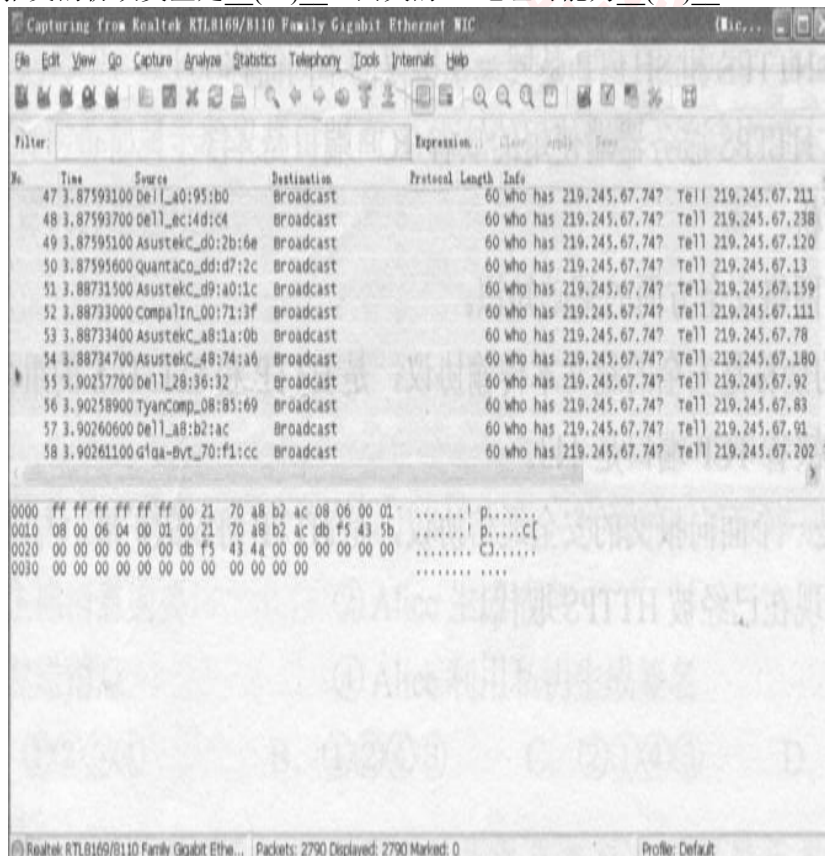 Capturing from Realtek RTL8169/8110 Family Gigabit Ethernet NIC (Mic,...
File Edit View Go Capture Analyze Statistics Telephony Tools Internals Help
Filter: Expression... Clear Apply Save
No. Time Source Destination Protocol Length Info
47 3.87593100 Dell_a0:95:b0 Broadcast 60 who has 219.245.67.74? Tell 219.245.67.211
48 3.87593700 Dell_ec:4d:c4 Broadcast 60 who has 219.245.67.74? Tell 219.245.67.238
49 3.87595100 AsustekC_d0:2b:6e Broadcast 60 who has 219.245.67.74? Tell 219.245.67.120
50 3.87595600 QuantaCo_dd:d7:2c Broadcast 60 who has 219.245.67.74? Tell 219.245.67.13
51 3.88731500 AsustekC_d9:a0:1c Broadcast 60 who has 219.245.67.74? Tell 219.245.67.159
52 3.88733000 CompalIn_00:71:3f Broadcast 60 who has 219.245.67.74? Tell 219.245.67.111
53 3.88733400 AsustekC_a8:1a:0b Broadcast 60 who has 219.245.67.74? Tell 219.245.67.78
54 3.88734700 AsustekC_48:74:a6 Broadcast 60 who has 219.245.67.74? Tell 219.245.67.180
55 3.90257700 Dell_28:36:32 Broadcast 60 who has 219.245.67.74? Tell 219.245.67.92
56 3.90258900 TyanComp_08:85:69 Broadcast 60 who has 219.245.67.74? Tell 219.245.67.83
57 3.90260600 Dell_a8:b2:ac Broadcast 60 who has 219.245.67.74? Tell 219.245.67.91
58 3.90261100 Giga-Byt_70:f1:cc Broadcast 60 who has 219.245.67.74? Tell 219.245.67.202
0000 ff ff ff ff ff ff 00 21 70 a8 b2 ac 08 06 00 01 .......! p.......
0010 08 00 06 04 00 01 00 21 70 a8 b2 ac db f5 43 5b .......! p.....C[
0020 00 00 00 00 00 00 db f5 43 4a 00 00 00 00 00 00 ........ CJ......
0030 00 00 00 00 00 00 00 00 00 00 00 00 ........ ....
Realtek RTL8169/8110 Family Gigabit Ethe... Packets: 2790 Displayed: 2790 Marked: 0 Profile: Default